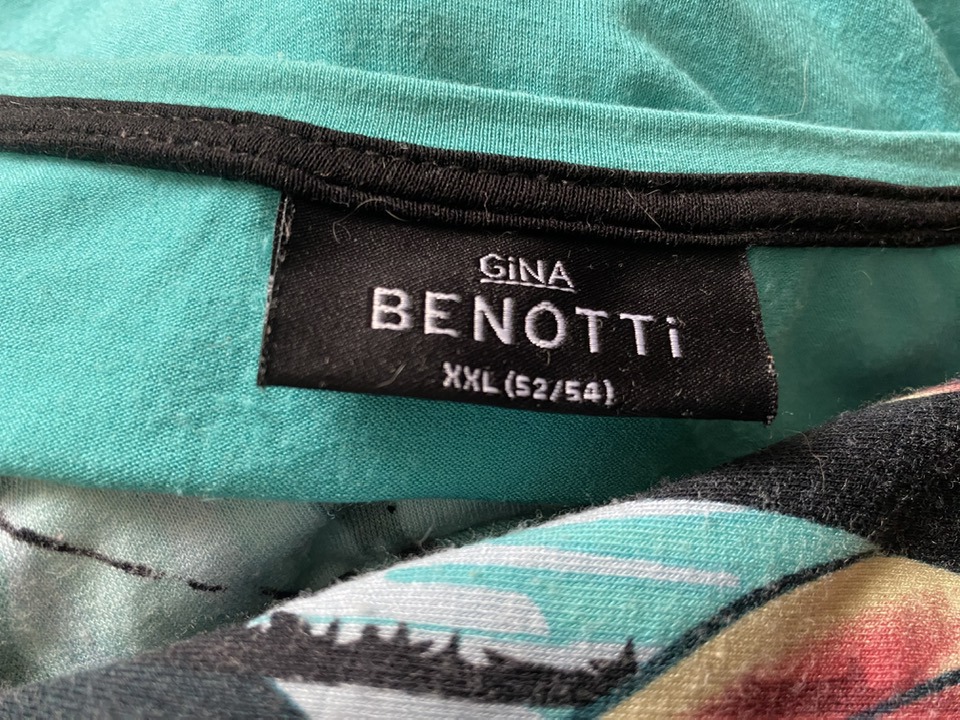 GiNA
BENOTTi
XXL (52/54)